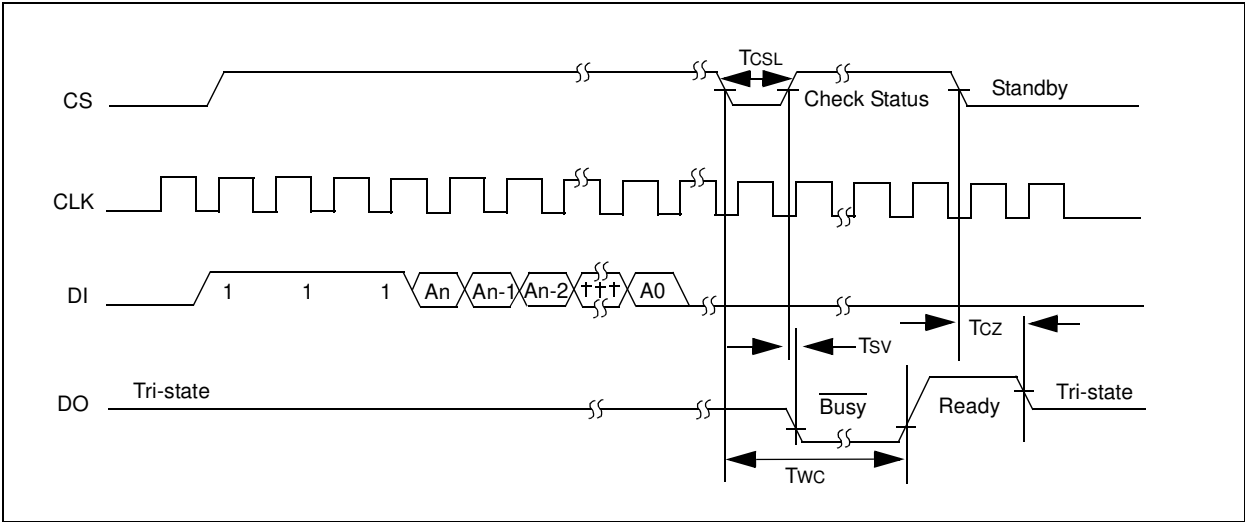 TCSL
CS
Check Status
Standby
CLK
DI
1
1
1
An
An-1
An-2
†††
A0
TSV
TCZ
DO
Tri-state
Busy
Ready
Tri-state
TWC